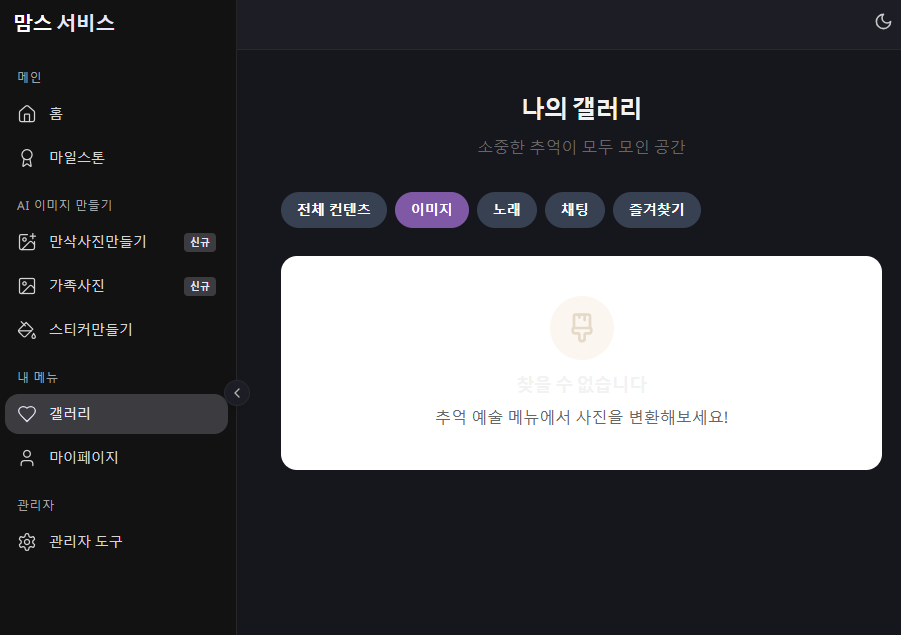 맘스 서비스
메인
홈
마일스톤
AI 이미지 만들기
만삭사진만들기 신규
가족사진 신규
스티커만들기
내 메뉴
갤러리
마이페이지
관리자
관리자 도구
나의 갤러리
소중한 추억이 모두 모인 공간
전체 컨텐츠 이미지 노래 채팅 즐겨찾기
찾을 수 없습니다
추억 예술 메뉴에서 사진을 변환해보세요!